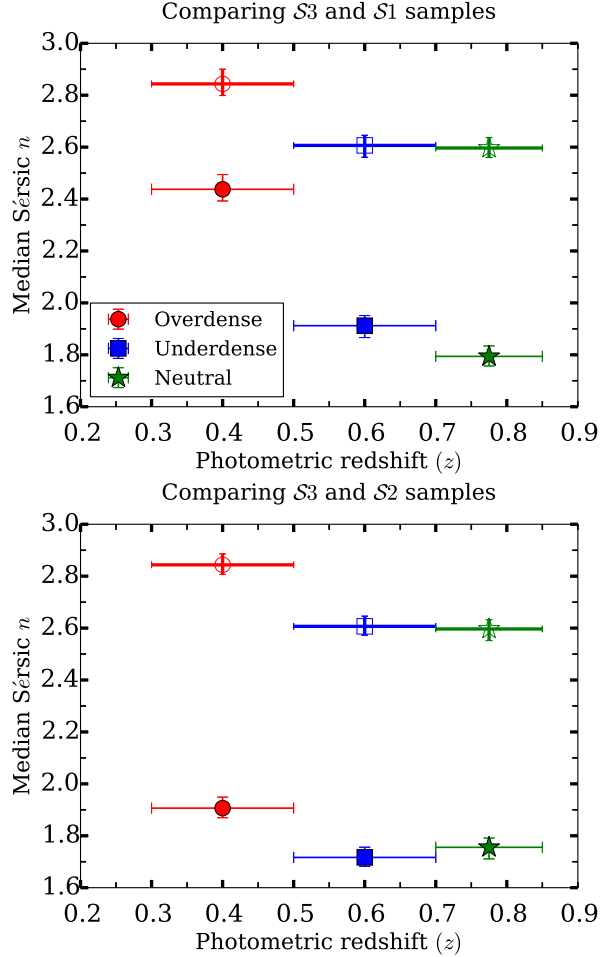 Comparing S3 and S1 samples
3.0
2.8
2.6
2.4
2.2
2.0
1.8
1.6
Median Sérsic n
Overdense
Underdense
Neutral
0.2 0.3 0.4 0.5 0.6 0.7 0.8 0.9
Photometric redshift (z)
Comparing S3 and S2 samples
3.0
2.8
2.6
2.4
2.2
2.0
1.8
1.6
Median Sérsic n
0.2 0.3 0.4 0.5 0.6 0.7 0.8 0.9
Photometric redshift (z)